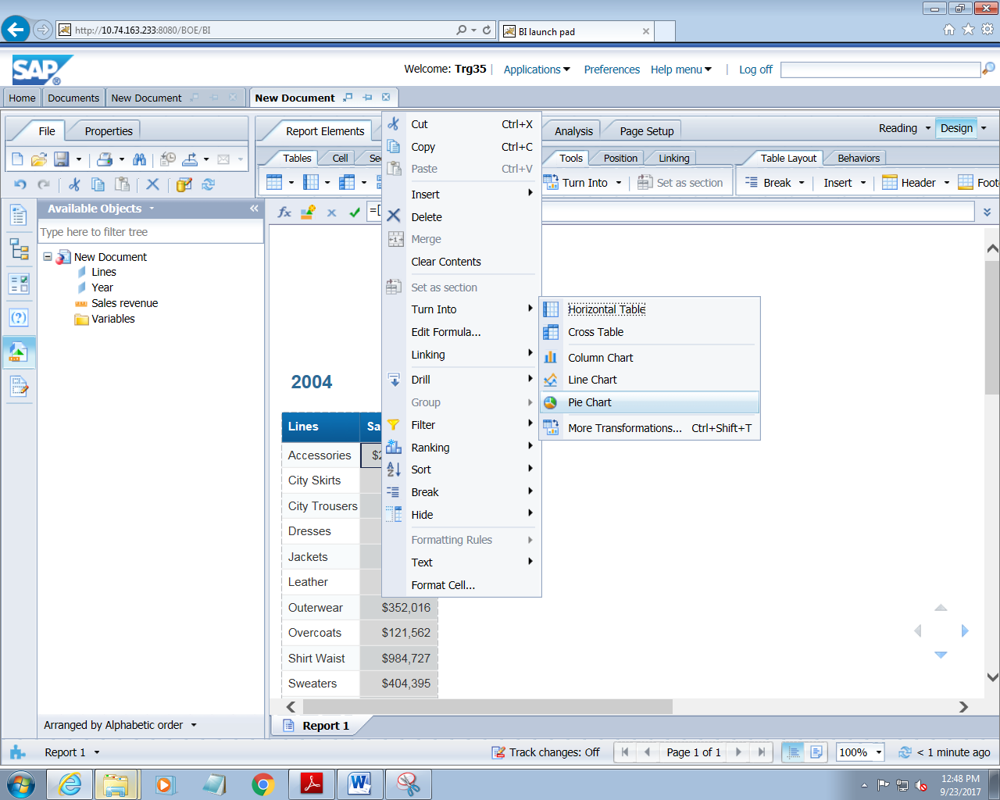 http://10.74.163.233:8080/BOE/BI
BI launch pad
SAP
Welcome: Trg35
Applications
Preferences
Help menu
Log off
Home
Documents
New Document
New Document
File
Properties
Report Elements
Analysis
Page Setup
Reading
Design
Tables
Cell
Tools
Position
Linking
Table Layout
Behaviors
Turn Into
Set as section
Break
Insert
Header
Available Objects
=[
Type here to filter tree
New Document
Lines
Year
Sales revenue
Variables
Cut Ctrl+X
Copy Ctrl+C
Paste Ctrl+V
Insert
Delete
Merge
Clear Contents
Set as section
Turn Into
Edit Formula...
Linking
Drill
Group
Filter
Ranking
Sort
Break
Hide
Formatting Rules
Text
Format Cell...
Horizontal Table
Cross Table
Column Chart
Line Chart
Pie Chart
More Transformations... Ctrl+Shift+T
2004
Lines
Accessories
City Skirts
City Trousers
Dresses
Jackets
Leather
Outerwear $352,016
Overcoats $121,562
Shirt Waist $984,727
Sweaters $404,395
Arranged by Alphabetic order
Report 1
Report 1
Track changes: Off
Page 1 of 1
100%
< 1 minute ago
12:48 PM
9/23/2017